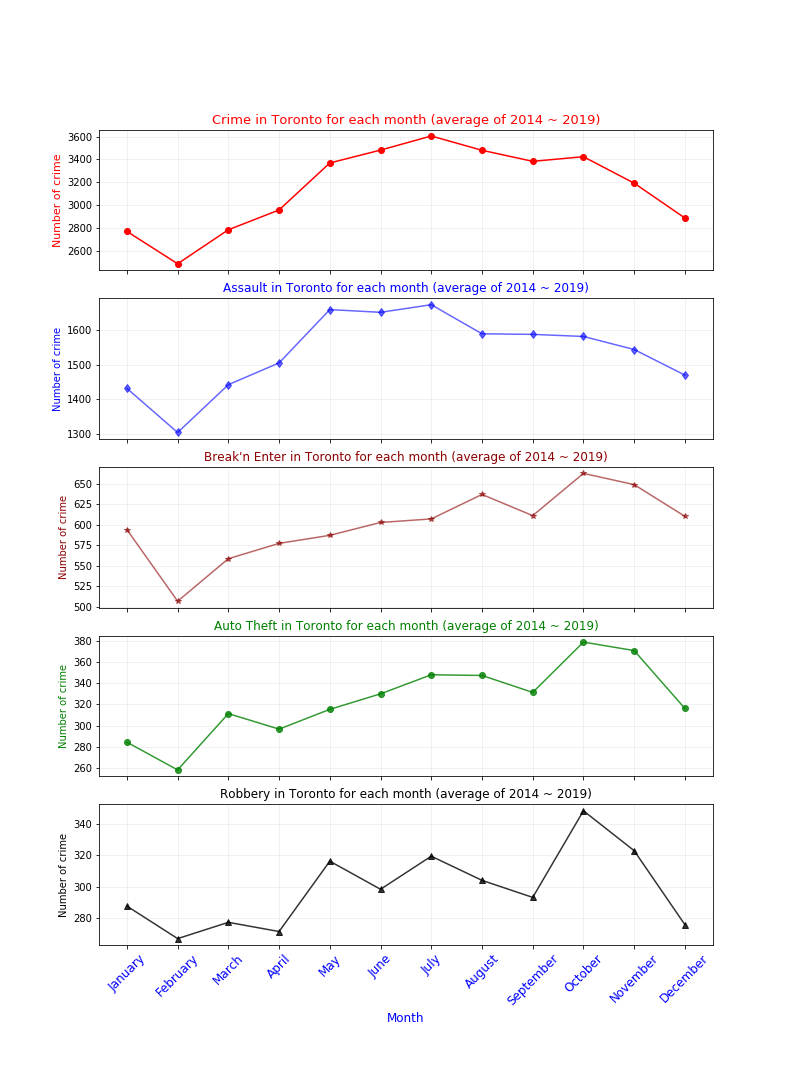 Crime in Toronto for each month (average of 2014 ~ 2019)
Number of crime
3600
3400
3200
3000
2800
2600
Assault in Toronto for each month (average of 2014 ~ 2019)
Number of crime
1600
1500
1400
1300
Break'n Enter in Toronto for each month (average of 2014 ~ 2019)
Number of crime
650
625
600
575
550
525
500
Auto Theft in Toronto for each month (average of 2014 ~ 2019)
Number of crime
380
360
340
320
300
280
260
Robbery in Toronto for each month (average of 2014 ~ 2019)
Number of crime
340
320
300
280
January
February
March
April
May
June
July
August
September
October
November
December
Month